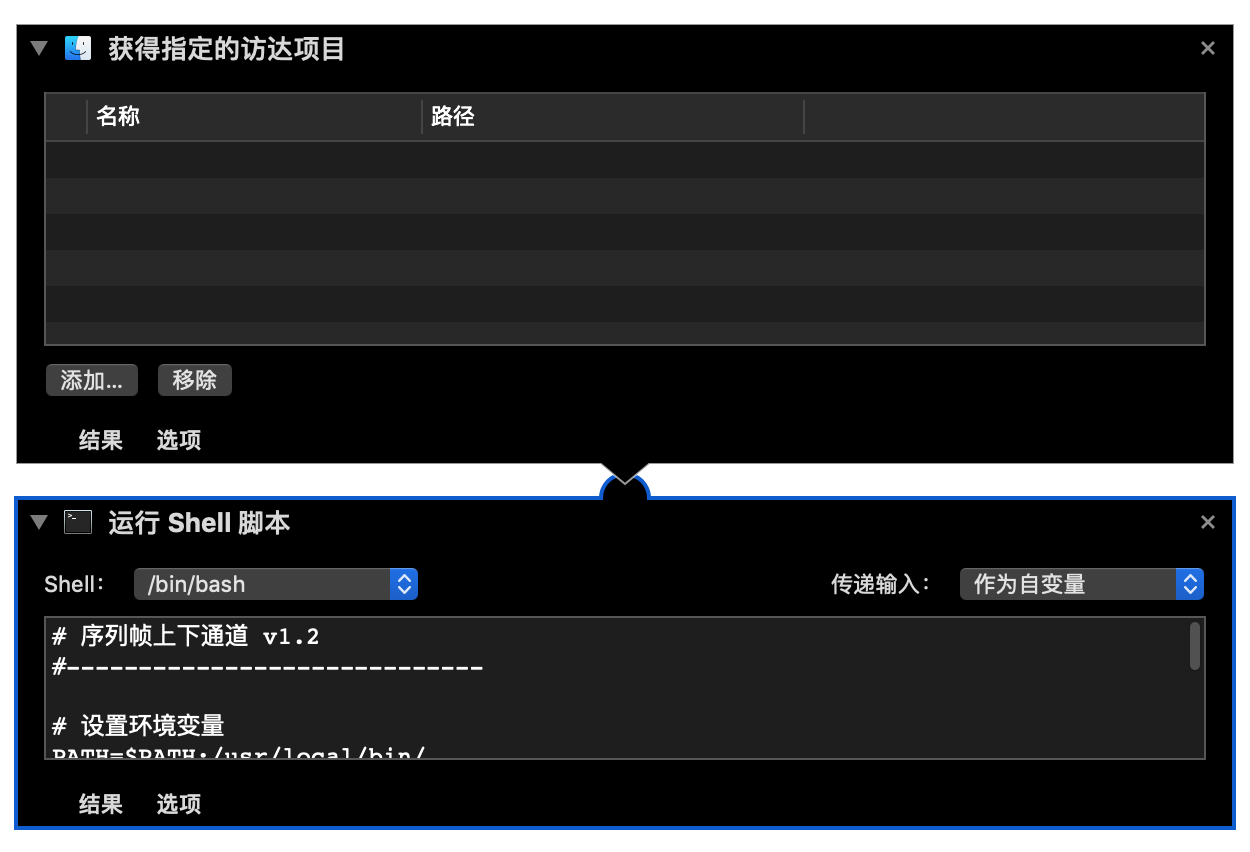 获得指定的访达项目
名称 路径
添加... 移除
结果 选项
运行 Shell 脚本
Shell: /bin/bash 传递输入: 作为自变量
# 序列帧上下通道 v1.2
#-----------------------------
# 设置环境变量
PATH=$PATH:/usr/local/bin/
结果 选项